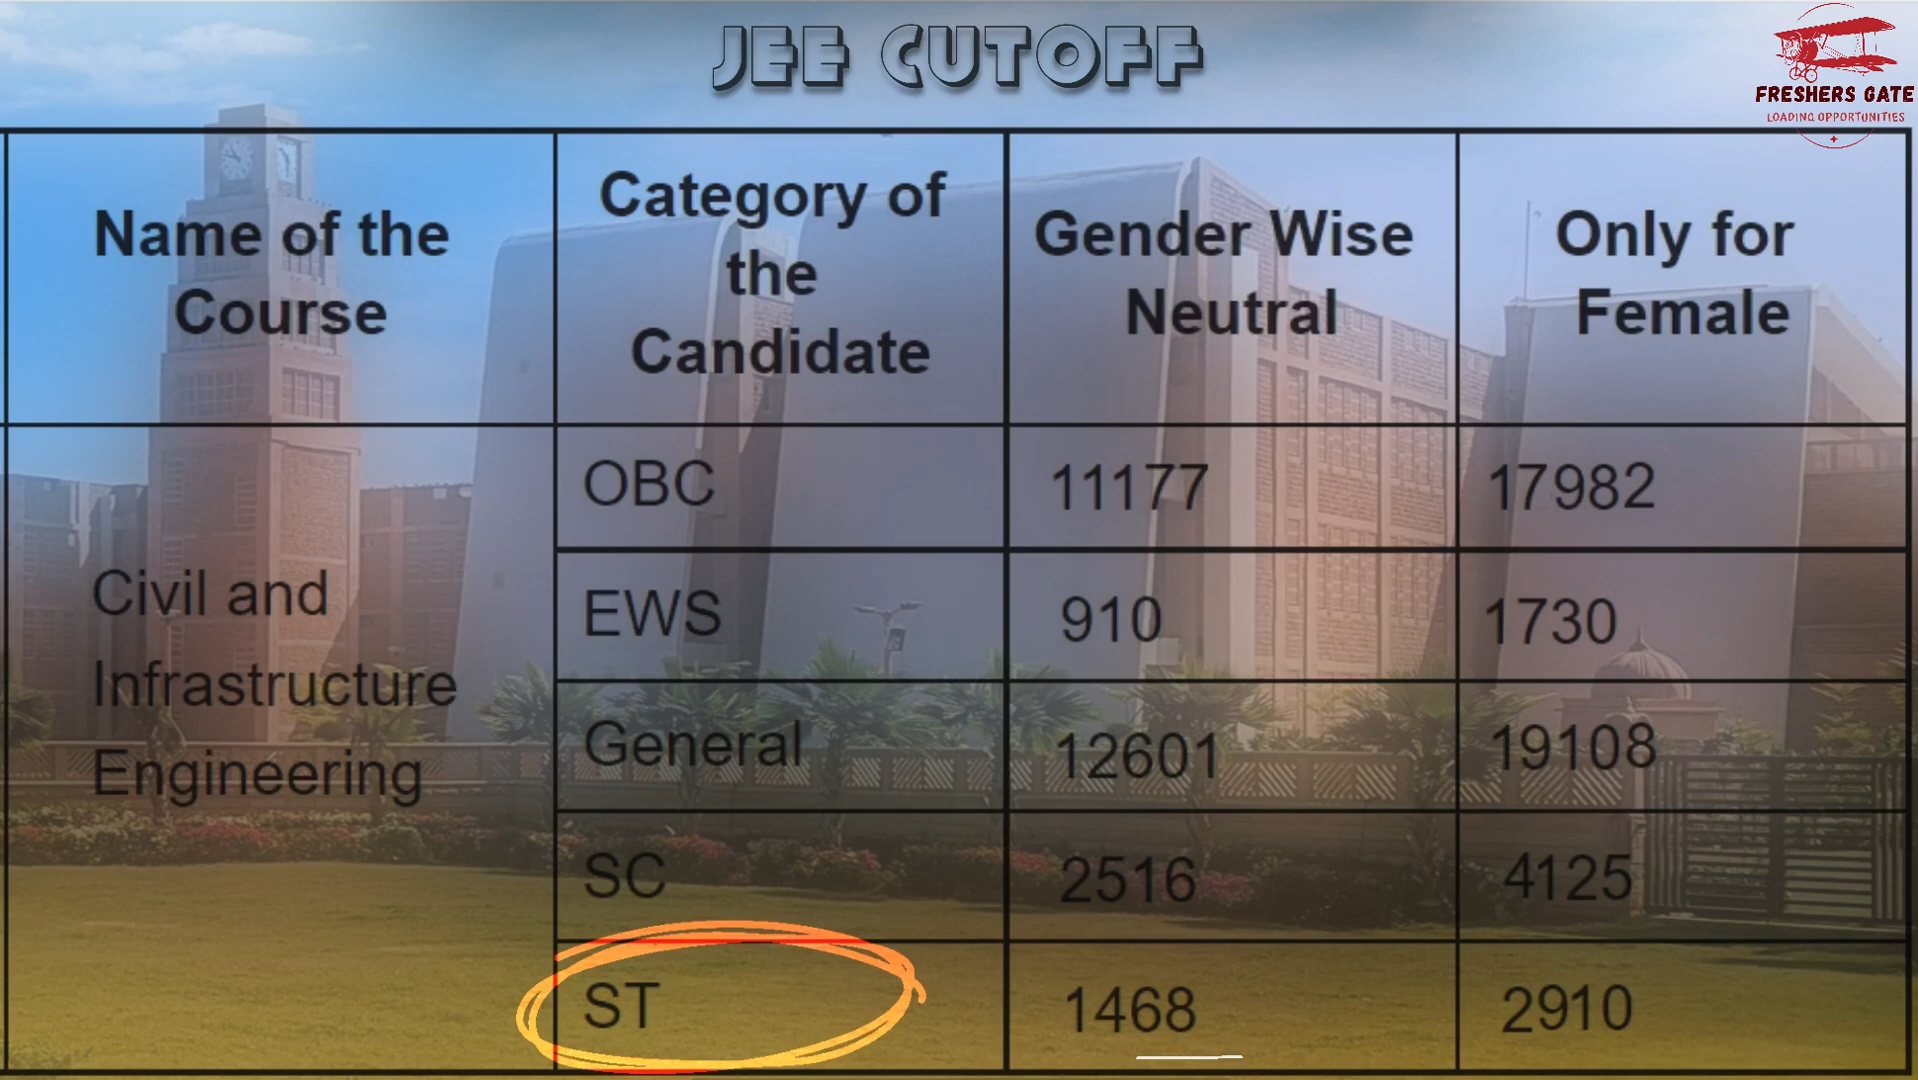 JEE CUTOFF
FRESHERS GATE
LOADING OPPORTUNITIES
Name of the
Course
Category of
the
Candidate
Gender Wise
Neutral
Only for
Female
Civil and
Infrastructure
Engineering
OBC
11177
17982
EWS
910
1730
General
12601
19108
SC
2516
4125
ST
1468
2910